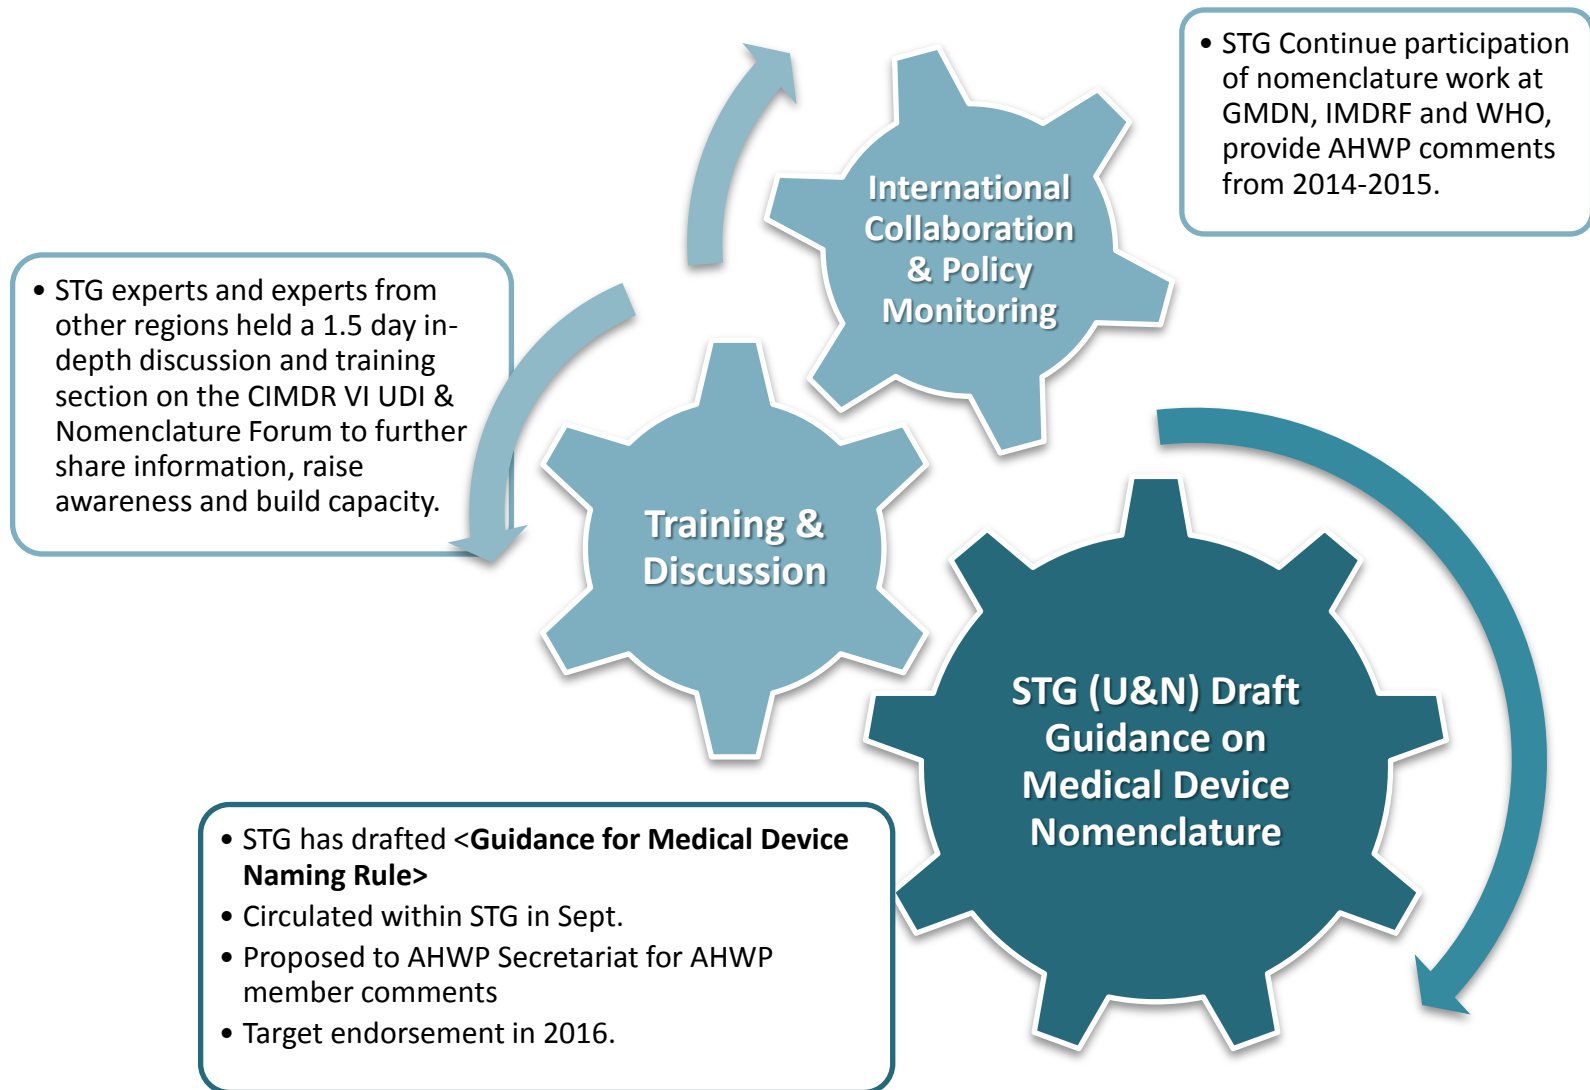 • STG Continue participation
of nomenclature work at
GMDN, IMDRF and WHO,
provide AHWP comments
from 2014-2015.
International
Collaboration
& Policy
Monitoring
• STG experts and experts from
other regions held a 1.5 day in-
depth discussion and training
section on the CIMDR VI UDI &
Nomenclature Forum to further
share information, raise
awareness and build capacity.
Training &
Discussion
STG (U&N) Draft
Guidance on
Medical Device
Nomenclature
• STG has drafted <Guidance for Medical Device
Naming Rule>
• Circulated within STG in Sept.
• Proposed to AHWP Secretariat for AHWP
member comments
• Target endorsement in 2016.